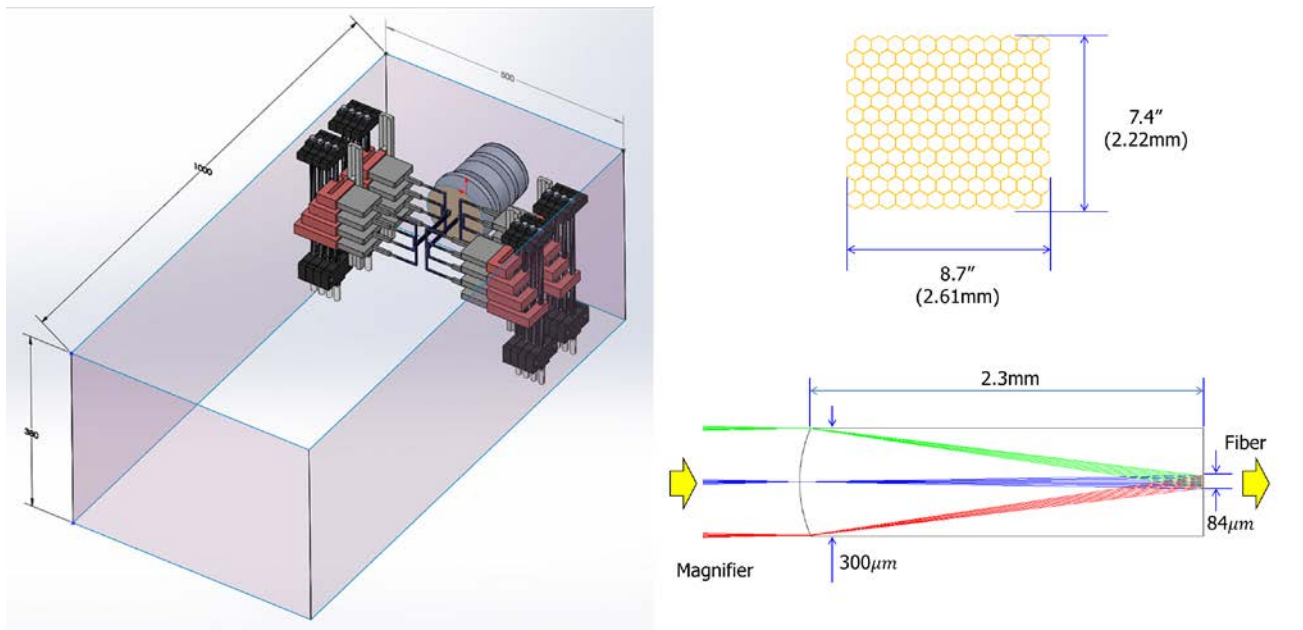 1000
500
380
7.4"
(2.22mm)
8.7"
(2.61mm)
2.3mm
Fiber
84μm
300μm
Magnifier